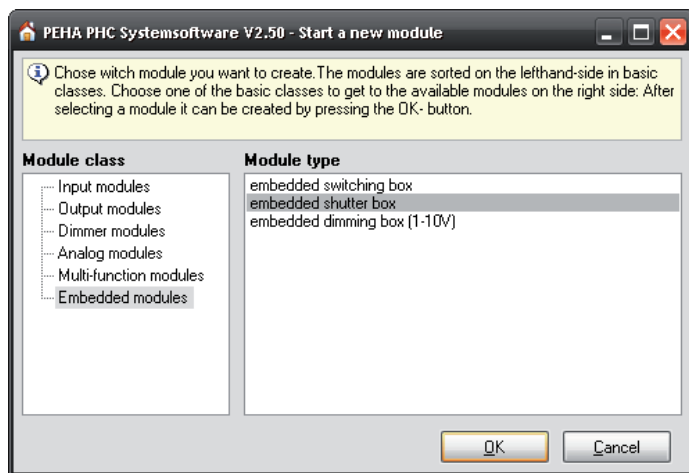 PEHA PHC Systemsoftware V2.50 - Start a new module
Chose witch module you want to create. The modules are sorted on the lefthand-side in basic
classes. Choose one of the basic classes to get to the available modules on the right side: After
selecting a module it can be created by pressing the OK- button.
Module class
Input modules
Output modules
Dimmer modules
Analog modules
Multi-function modules
Embedded modules
Module type
embedded switching box
embedded shutter box
embedded dimming box (1-10V)
OK
Cancel